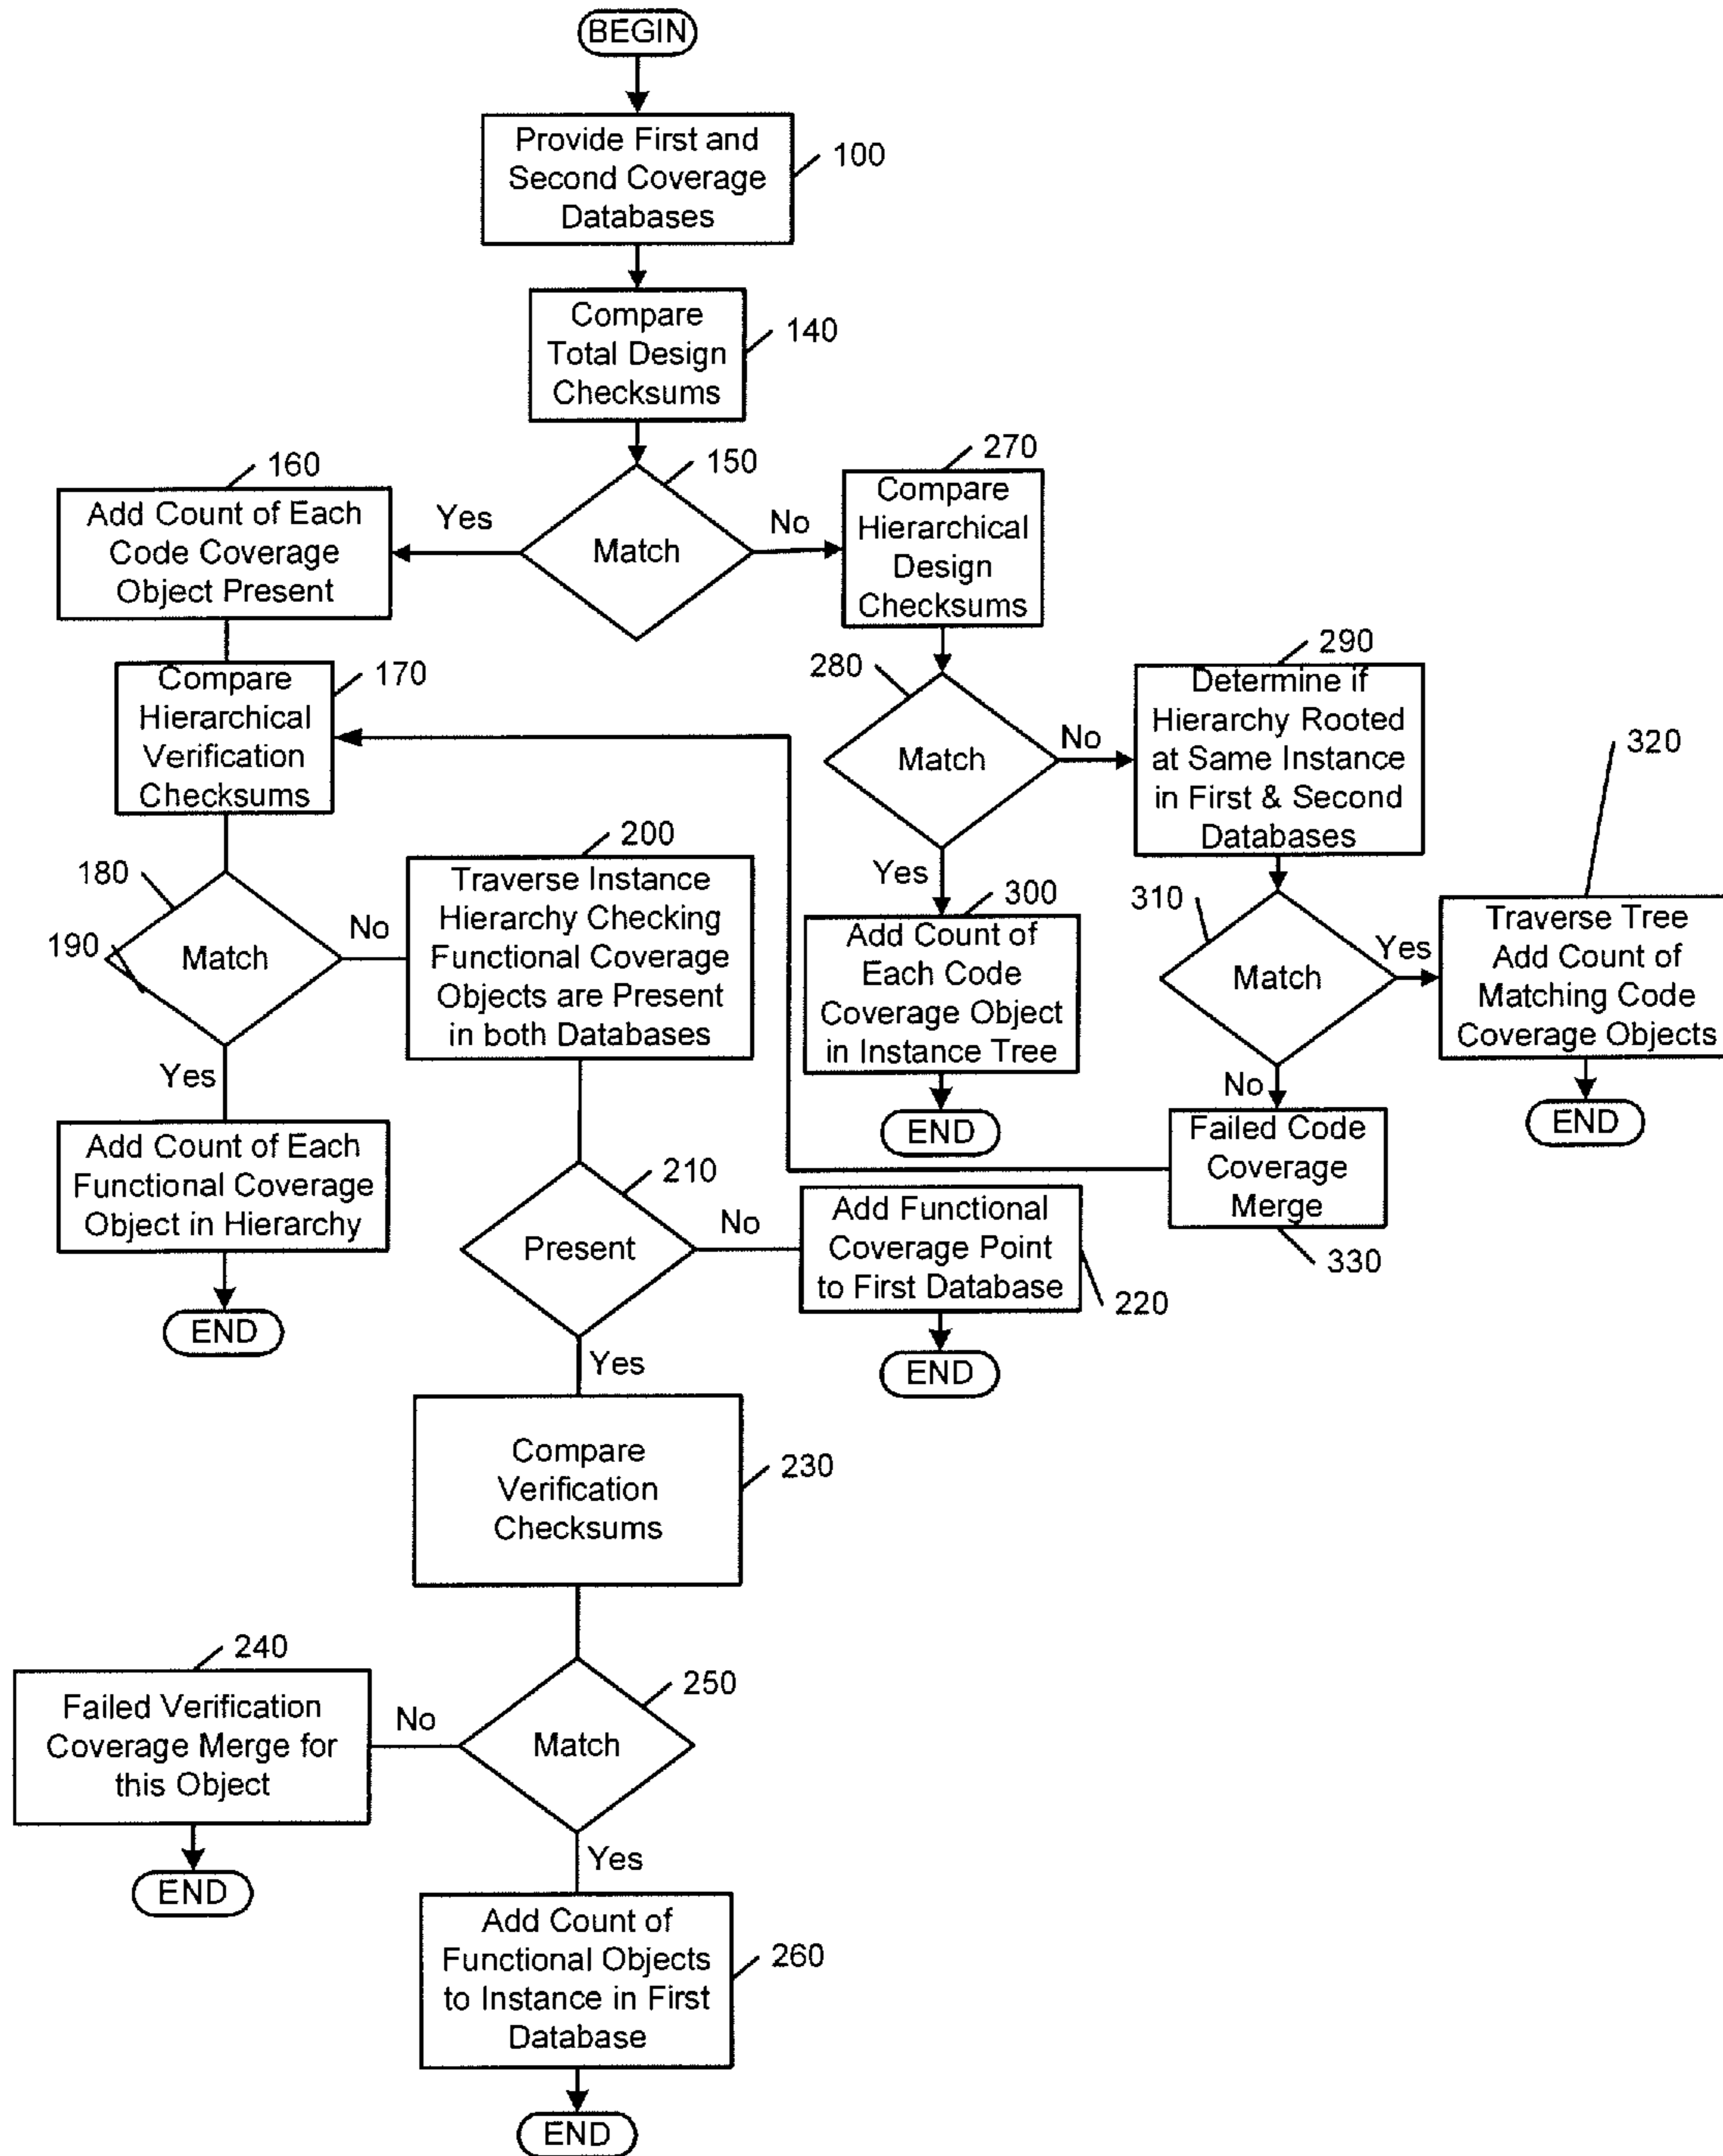 BEGIN
Provide First and
Second Coverage
Databases
100
Compare
Total Design
Checksums
140
150
Match
Yes
No
160
Add Count of Each
Code Coverage
Object Present
270
Compare
Hierarchical
Design
Checksums
170
Compare
Hierarchical
Verification
Checksums
280
Match
No
Yes
290
Determine if
Hierarchy Rooted
at Same Instance
in First & Second
Databases
320
180
190
Match
No
Yes
200
Traverse Instance
Hierarchy Checking
Functional Coverage
Objects are Present
in both Databases
300
Add Count of
Each Code
Coverage Object
in Instance Tree
END
310
Match
Yes
No
Traverse Tree
Add Count of
Matching Code
Coverage Objects
END
Failed Code
Coverage
Merge
330
Add Count of Each
Functional Coverage
Object in Hierarchy
END
210
Present
No
Yes
Add Functional
Coverage Point
to First Database
220
END
Compare
Verification
Checksums
230
240
Failed Verification
Coverage Merge for
this Object
END
250
Match
No
Yes
Add Count of
Functional Objects
to Instance in First
Database
260
END